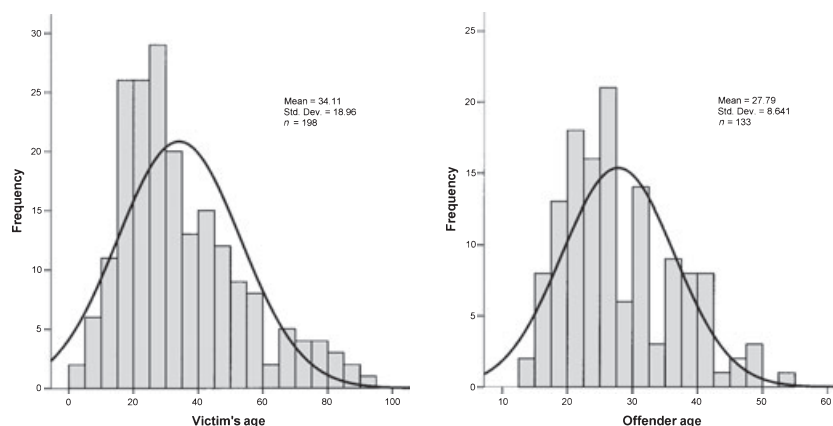 30
25
20
15
10
5
0
Frequency
Mean = 34.11
Std. Dev. = 18.96
n = 198
0 20 40 60 80 100
Victim's age
25
20
15
10
5
0
Frequency
Mean = 27.79
Std. Dev. = 8.641
n = 133
10 20 30 40 50 60
Offender age